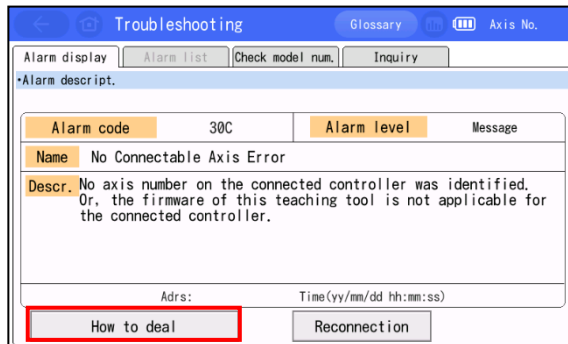 Troubleshooting Glossary Axis No.
Alarm display Alarm list Check model num. Inquiry
•Alarm descript.
Alarm code 30C Alarm level Message
Name No Connectable Axis Error
Descr. No axis number on the connected controller was identified.
Or, the firmware of this teaching tool is not applicable for
the connected controller.
Adrs: Time(yy/mm/dd hh:mm:ss)
How to deal Reconnection